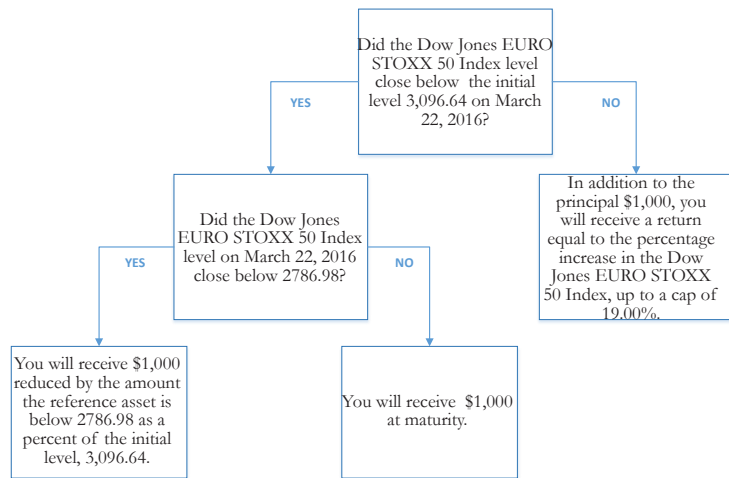 Did the Dow Jones EURO
STOXX 50 Index level
close below the initial
level 3,096.64 on March
22, 2016?
YES
NO
Did the Dow Jones
EURO STOXX 50 Index
level on March 22, 2016
close below 2786.98?
In addition to the
principal $1,000, you
will receive a return
equal to the percentage
increase in the Dow
Jones EURO STOXX
50 Index, up to a cap of
19.00%.
YES
NO
You will receive $1,000
reduced by the amount
the reference asset is
below 2786.98 as a
percent of the initial
level, 3,096.64.
You will receive $1,000
at maturity.